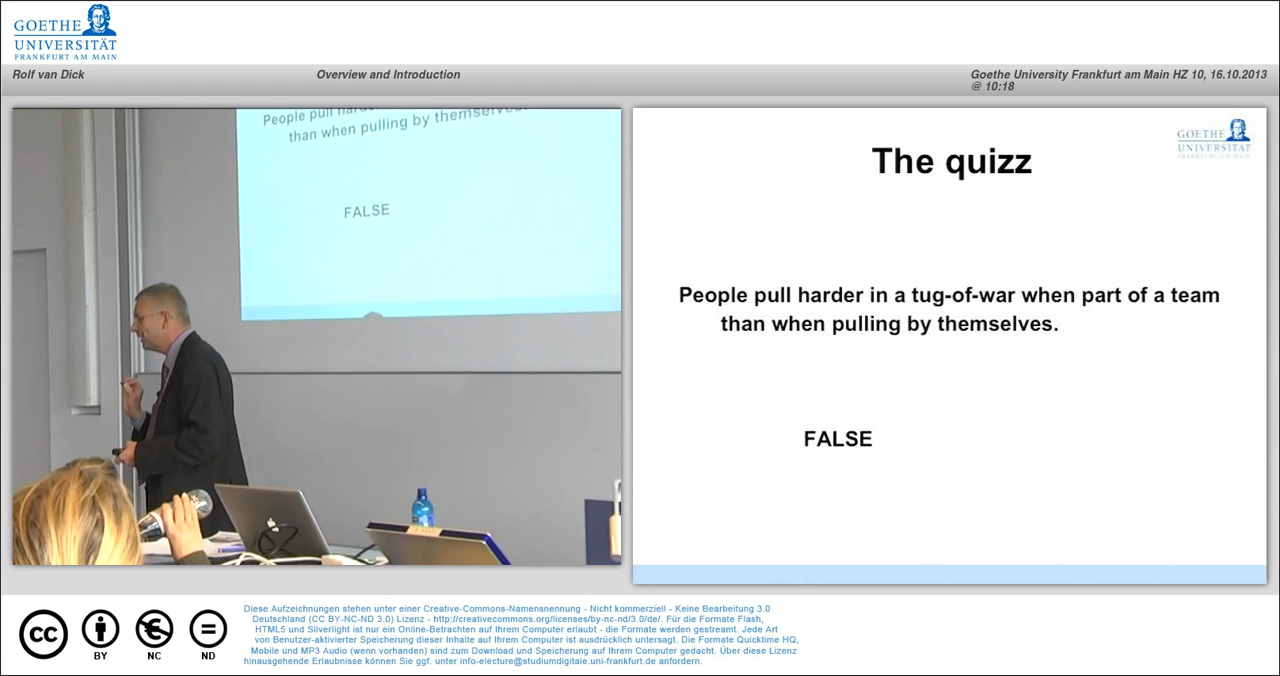 GOETHE
UNIVERSITÄT
FRANKFURT AM MAIN
Rolf van Dick
Overview and Introduction
Goethe University Frankfurt am Main HZ 10, 16.10.2013
@ 10:18
People pull harder
than when pulling by themselves.
FALSE
GOETHE
UNIVERSITÄT
FRANKFURT AM MAIN
The quizz
People pull harder in a tug-of-war when part of a team
than when pulling by themselves.
FALSE
cc
BY
NC
ND
Diese Aufzeichnungen stehen unter einer Creative-Commons-Namensnennung - Nicht kommerziell - Keine Bearbeitung 3.0
Deutschland (CC BY-NC-ND 3.0) Lizenz - http://creativecommons.org/licenses/by-nc-nd/3.0/de/. Für die Formate Flash,
HTML5 und Silverlight ist nur ein Online-Betrachten auf Ihrem Computer erlaubt - die Formate werden gestreamt. Jede Art
von Benutzer-aktivierter Speicherung dieser Inhalte auf Ihrem Computer ist ausdrücklich untersagt. Die Formate Quicktime HQ,
Mobile und MP3 Audio (wenn vorhanden) sind zum Download und Speicherung auf Ihrem Computer gedacht. Über diese Lizenz
hinausgehende Erlaubnisse können Sie ggf. unter info-electure@studiumdigitale.uni-frankfurt.de anfordern.